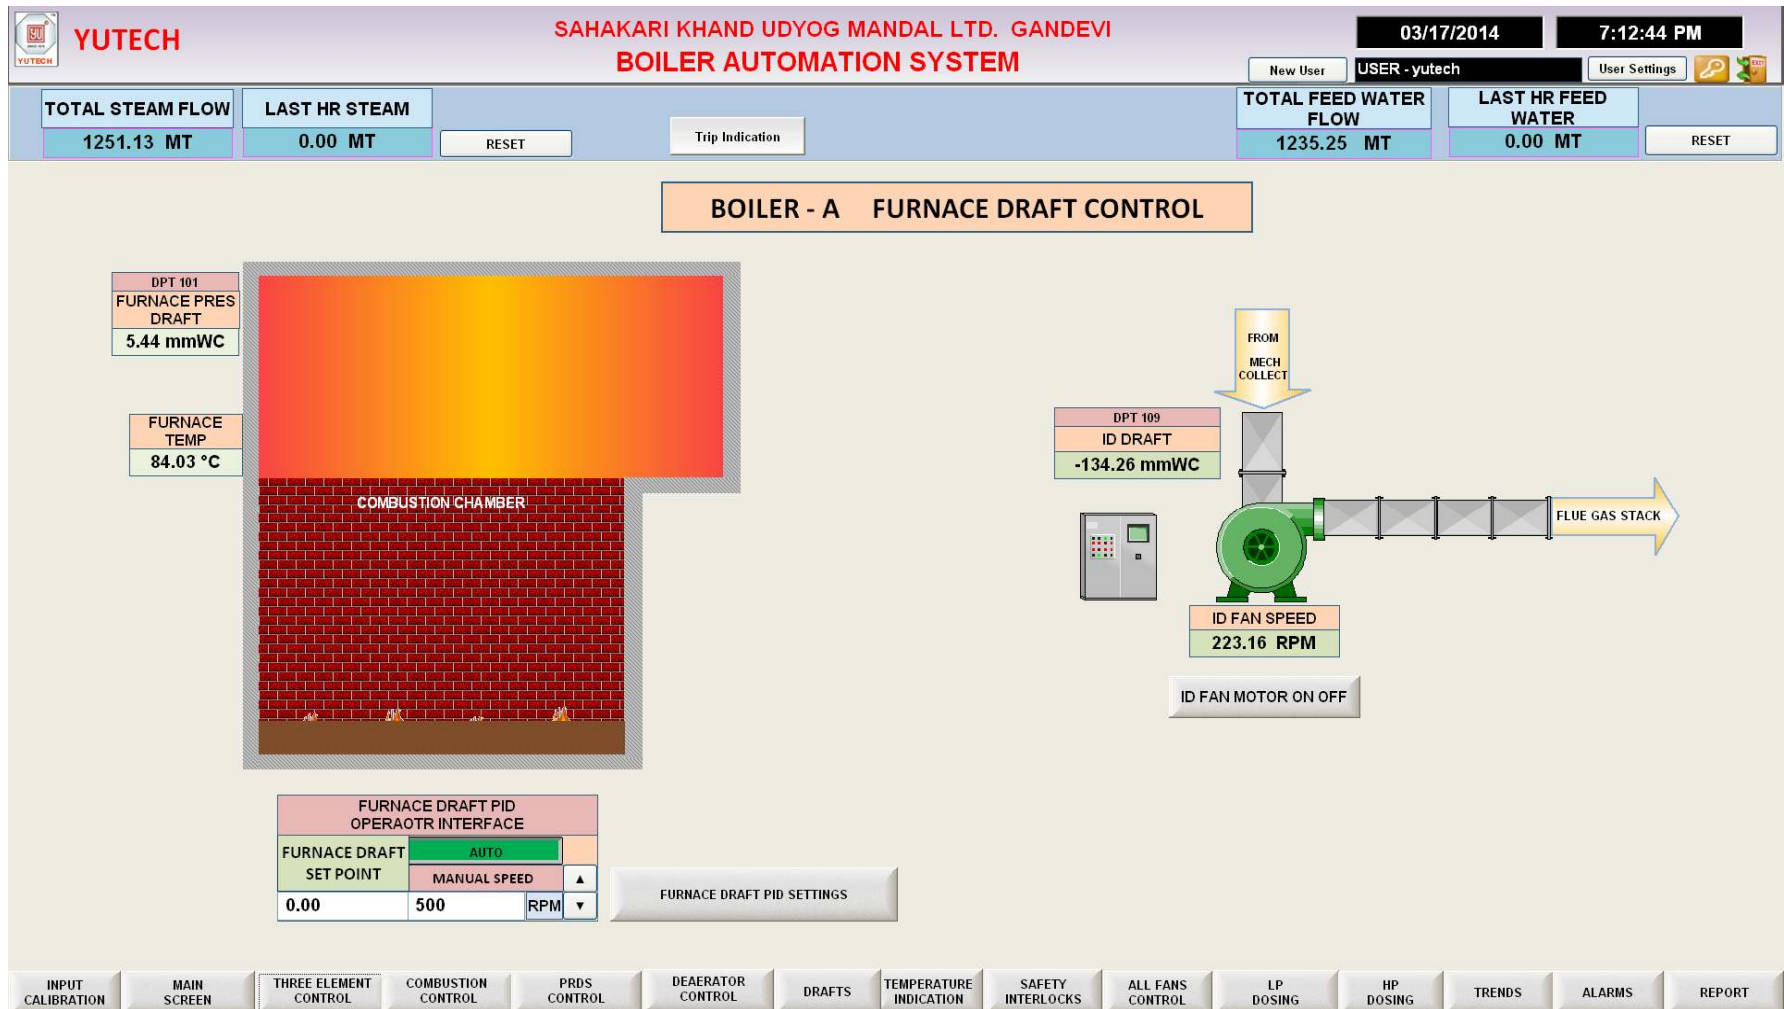 YUTECH
YUTECH
SAHAKARI KHAND UDYOG MANDAL LTD. GANDEVI
BOILER AUTOMATION SYSTEM
03/17/2014
7:12:44 PM
New User
USER - yutech
User Settings
TOTAL STEAM FLOW
1251.13 MT
LAST HR STEAM
0.00 MT
RESET
Trip Indication
TOTAL FEED WATER
FLOW
1235.25 MT
LAST HR FEED
WATER
0.00 MT
RESET
BOILER - A FURNACE DRAFT CONTROL
DPT 101
FURNACE PRES
DRAFT
5.44 mmWC
FURNACE
TEMP
84.03 °C
COMBUSTION CHAMBER
FROM
MECH
COLLECT
DPT 109
ID DRAFT
-134.26 mmWC
FLUE GAS STACK
ID FAN SPEED
223.16 RPM
ID FAN MOTOR ON OFF
FURNACE DRAFT PID
OPERAOTR INTERFACE
FURNACE DRAFT
SET POINT
AUTO
MANUAL SPEED
0.00
500
RPM
FURNACE DRAFT PID SETTINGS
INPUT
CALIBRATION
MAIN
SCREEN
THREE ELEMENT
CONTROL
COMBUSTION
CONTROL
PRDS
CONTROL
DEAERATOR
CONTROL
DRAFTS
TEMPERATURE
INDICATION
SAFETY
INTERLOCKS
ALL FANS
CONTROL
LP
DOSING
HP
DOSING
TRENDS
ALARMS
REPORT